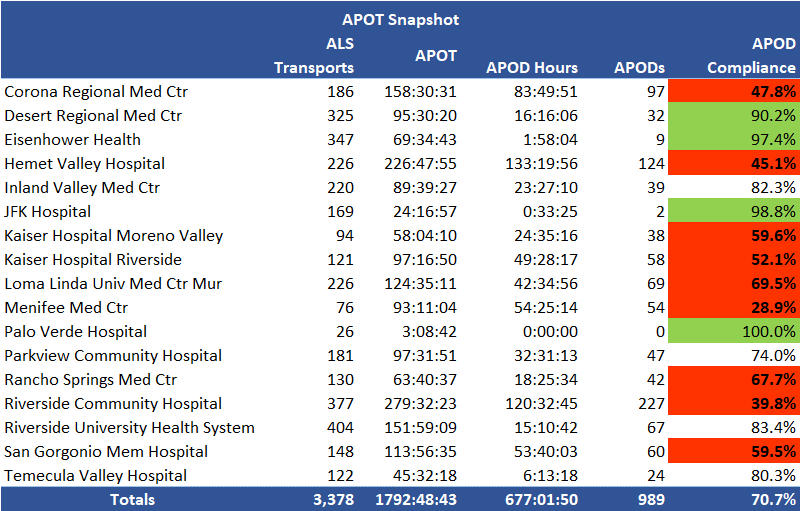 APOT Snapshot
ALS Transports APOT APOD Hours APODs APOD Compliance
Corona Regional Med Ctr 186 158:30:31 83:49:51 97 47.8%
Desert Regional Med Ctr 325 95:30:20 16:16:06 32 90.2%
Eisenhower Health 347 69:34:43 1:58:04 9 97.4%
Hemet Valley Hospital 226 226:47:55 133:19:56 124 45.1%
Inland Valley Med Ctr 220 89:39:27 23:27:10 39 82.3%
JFK Hospital 169 24:16:57 0:33:25 2 98.8%
Kaiser Hospital Moreno Valley 94 58:04:10 24:35:16 38 59.6%
Kaiser Hospital Riverside 121 97:16:50 49:28:17 58 52.1%
Loma Linda Univ Med Ctr Mur 226 124:35:11 42:34:56 69 69.5%
Menifee Med Ctr 76 93:11:04 54:25:14 54 28.9%
Palo Verde Hospital 26 3:08:42 0:00:00 0 100.0%
Parkview Community Hospital 181 97:31:51 32:31:13 47 74.0%
Rancho Springs Med Ctr 130 63:40:37 18:25:34 42 67.7%
Riverside Community Hospital 377 279:32:23 120:32:45 227 39.8%
Riverside University Health System 404 151:59:09 15:10:42 67 83.4%
San Gorgonio Mem Hospital 148 113:56:35 53:40:03 60 59.5%
Temecula Valley Hospital 122 45:32:18 6:13:18 24 80.3%
Totals 3,378 1792:48:43 677:01:50 989 70.7%